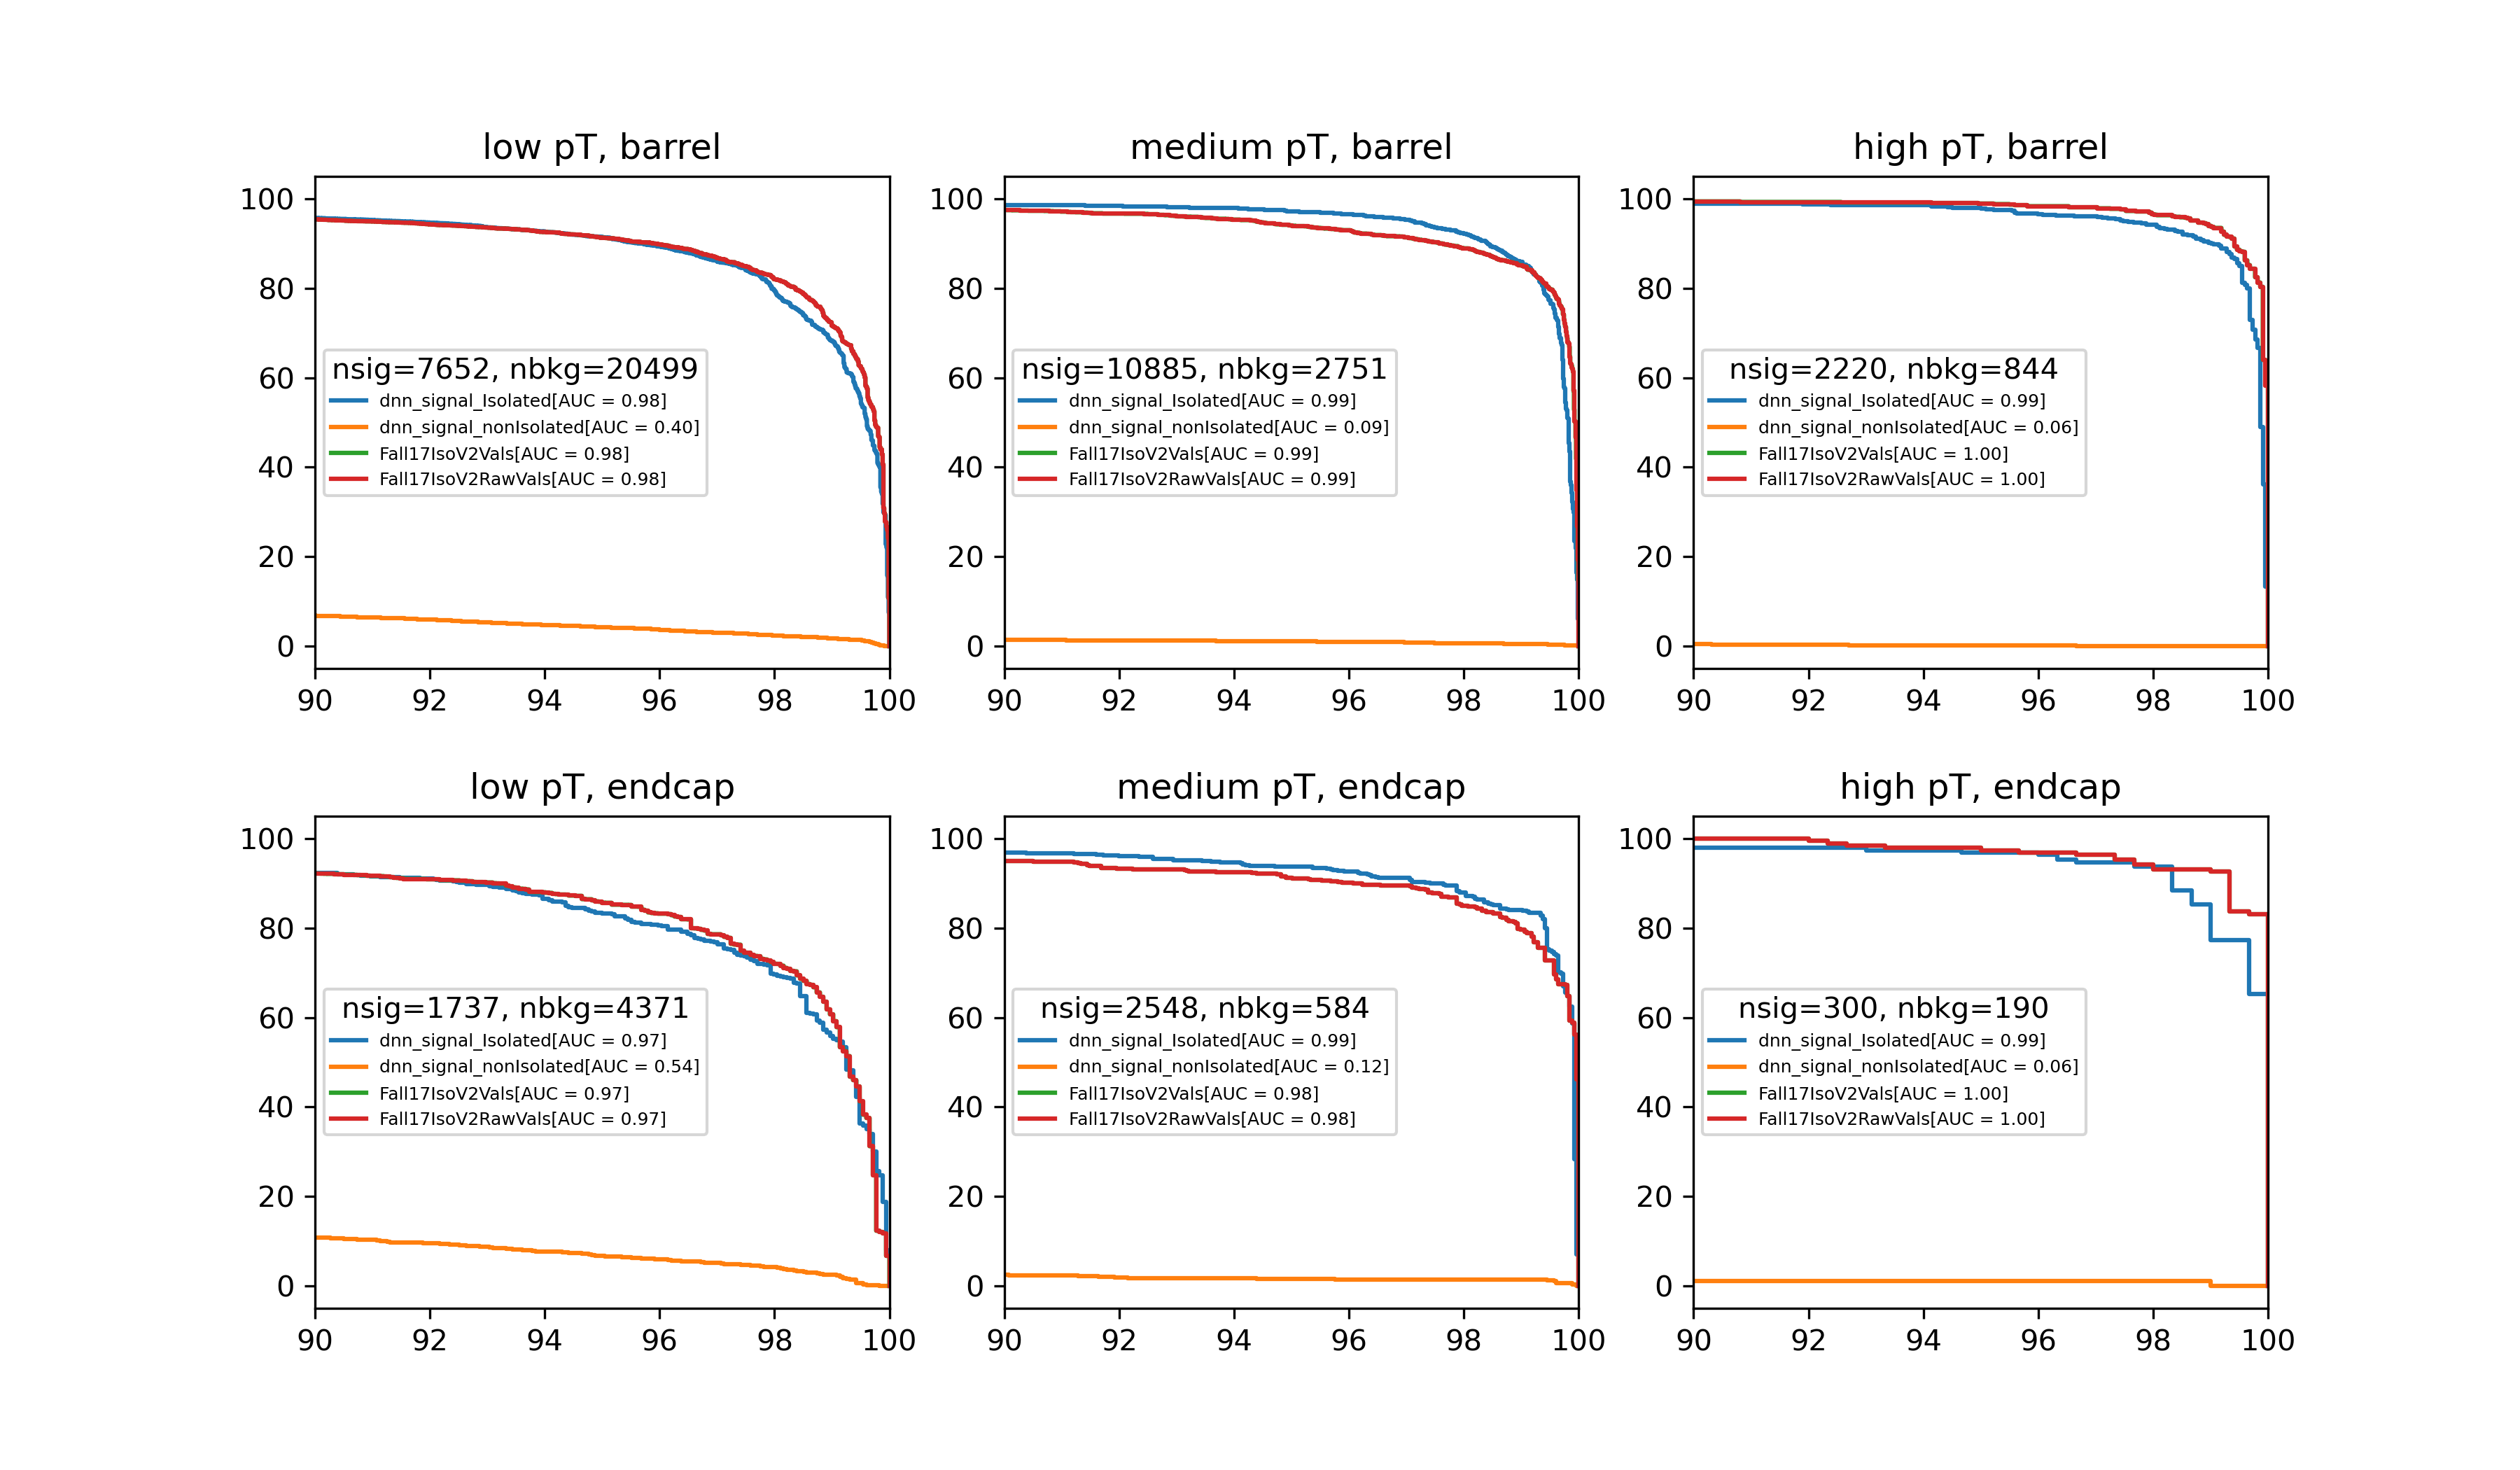 low pT, barrel
100
80
60
40
20
0
90 92 94 96 98 100
nsig=7652, nbkg=20499
dnn_signal_Isolated[AUC = 0.98]
dnn_signal_nonIsolated[AUC = 0.40]
Fall17IsoV2Vals[AUC = 0.98]
Fall17IsoV2RawVals[AUC = 0.98]
medium pT, barrel
100
80
60
40
20
0
90 92 94 96 98 100
nsig=10885, nbkg=2751
dnn_signal_Isolated[AUC = 0.99]
dnn_signal_nonIsolated[AUC = 0.09]
Fall17IsoV2Vals[AUC = 0.99]
Fall17IsoV2RawVals[AUC = 0.99]
high pT, barrel
100
80
60
40
20
0
90 92 94 96 98 100
nsig=2220, nbkg=844
dnn_signal_Isolated[AUC = 0.99]
dnn_signal_nonIsolated[AUC = 0.06]
Fall17IsoV2Vals[AUC = 1.00]
Fall17IsoV2RawVals[AUC = 1.00]
low pT, endcap
100
80
60
40
20
0
90 92 94 96 98 100
nsig=1737, nbkg=4371
dnn_signal_Isolated[AUC = 0.97]
dnn_signal_nonIsolated[AUC = 0.54]
Fall17IsoV2Vals[AUC = 0.97]
Fall17IsoV2RawVals[AUC = 0.97]
medium pT, endcap
100
80
60
40
20
0
90 92 94 96 98 100
nsig=2548, nbkg=584
dnn_signal_Isolated[AUC = 0.99]
dnn_signal_nonIsolated[AUC = 0.12]
Fall17IsoV2Vals[AUC = 0.98]
Fall17IsoV2RawVals[AUC = 0.98]
high pT, endcap
100
80
60
40
20
0
90 92 94 96 98 100
nsig=300, nbkg=190
dnn_signal_Isolated[AUC = 0.99]
dnn_signal_nonIsolated[AUC = 0.06]
Fall17IsoV2Vals[AUC = 1.00]
Fall17IsoV2RawVals[AUC = 1.00]